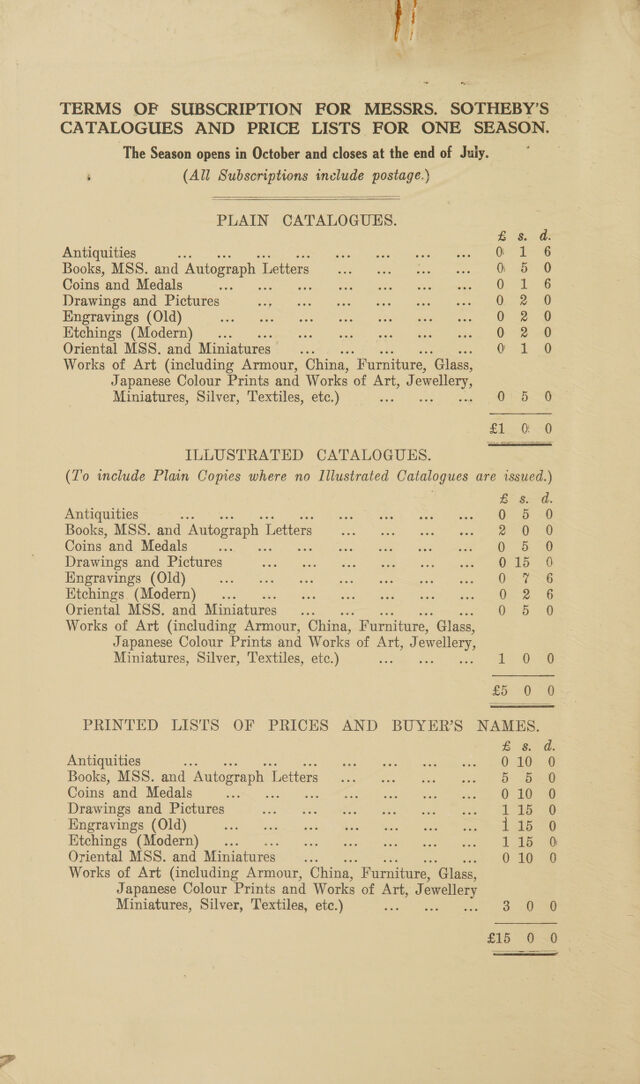 TERMS OF SUBSCRIPTION FOR MESSRS. SOTHEBY'S
CATALOGUES AND PRICE LISTS FOR ONE SEASON.
The Season opens in October and closes at the end of July.
(All Subscriptions include postage.)
PLAIN CATALOGUES.
£ s. d.
Antiquities ... ... ... ... ... ... ... ... 0 1 6
Books, MSS. and Autograph Letters ... ... ... ... 0 5 0
Coins and Medals ... ... ... ... ... ... ... 0 1 6
Drawings and Pictures ... ... ... ... ... ... 0 2 0
Engravings (Old) ... ... ... ... ... ... ... 0 2 0
Etchings (Modern) ... ... ... ... ... ... ... 0 2 0
Oriental MSS. and Miniatures ... ... ... ... ... 0 1 0
Works of Art (including Armour, China, Furniture, Glass,
Japanese Colour Prints and Works of Art, Jewellery,
Miniatures, Silver, Textiles, etc.) ... ... ... 0 5 0
£1 0 0
ILLUSTRATED CATALOGUES.
(To include Plain Copies where no Illustrated Catalogues are issued.)
£ s. d.
Antiquities ... ... ... ... ... ... ... ... 0 5 0
Books, MSS. and Autograph Letters ... ... ... ... 2 0 0
Coins and Medals ... ... ... ... ... ... ... 0 5 0
Drawings and Pictures ... ... ... ... ... ... 0 15 0
Engravings (Old) ... ... ... ... ... ... ... 0 7 6
Etchings (Modern) ... ... ... ... ... ... ... 0 2 6
Oriental MSS. and Miniatures ... ... ... ... ... 0 5 0
Works of Art (including Armour, China, Furniture, Glass,
Japanese Colour Prints and Works of Art, Jewellery,
Miniatures, Silver, Textiles, etc.) ... ... ... 1 0 0
£5 0 0
PRINTED LISTS OF PRICES AND BUYER'S NAMES.
£ s. d.
Antiquities ... ... ... ... ... ... ... ... 0 10 0
Books, MSS. and Autograph Letters ... ... ... ... 5 5 0
Coins and Medals ... ... ... ... ... ... ... 0 10 0
Drawings and Pictures ... ... ... ... ... ... 1 15 0
Engravings (Old) ... ... ... ... ... ... ... 1 15 0
Etchings (Modern) ... ... ... ... ... ... ... 1 15 0
Oriental MSS. and Miniatures ... ... ... ... ... 0 10 0
Works of Art (including Armour, China, Furniture, Glass,
Japanese Colour Prints and Works of Art, Jewellery
Miniatures, Silver, Textiles, etc.) ... ... ... 3 0 0
£15 0 0